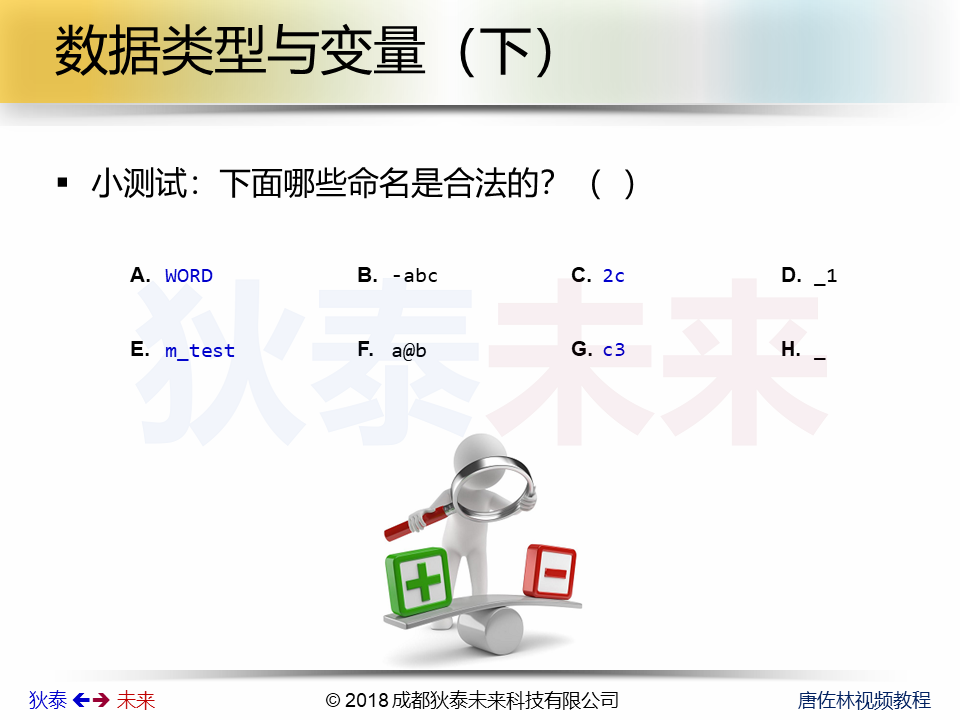 数据类型与变量（下）
▪ 小测试：下面哪些命名是合法的？（ ）
A. WORD B. -abc C. 2c D. _1
E. m_test F. a@b G. c3 H. _
狄泰未来
狄泰 未来 © 2018 成都狄泰未来科技有限公司 唐佐林视频教程